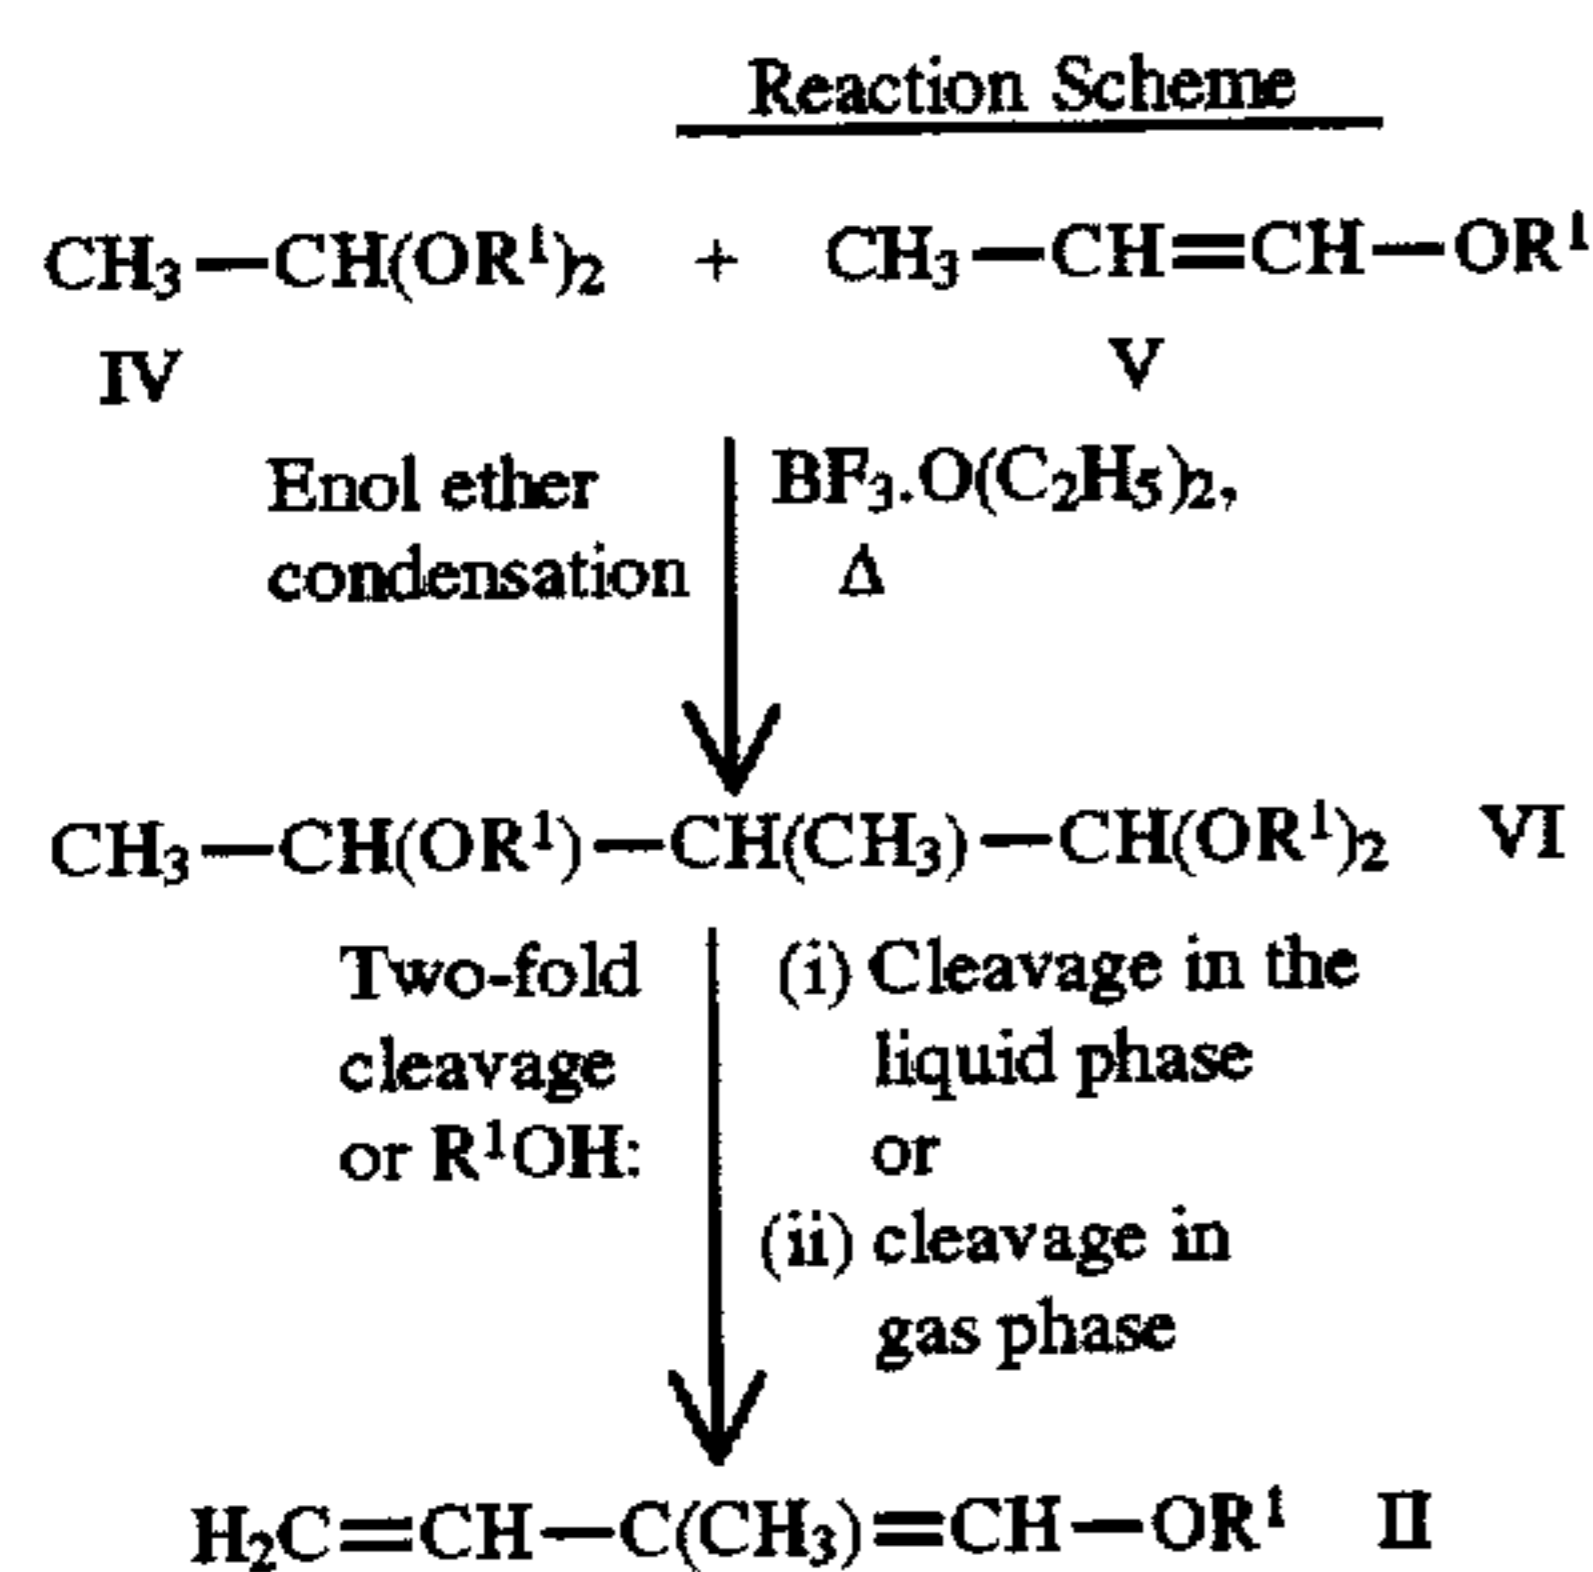 Reaction Scheme
CH₃—CH(OR¹)₂ + CH₃—CH=CH—OR¹
IV V
Enol ether
condensation
BF₃.O(C₂H₅)₂,
Δ
CH₃—CH(OR¹)—CH(CH₃)—CH(OR¹)₂ VI
Two-fold
cleavage
or R¹OH:
(i) Cleavage in the
liquid phase
or
(ii) cleavage in
gas phase
H₂C=CH—C(CH₃)=CH—OR¹ II